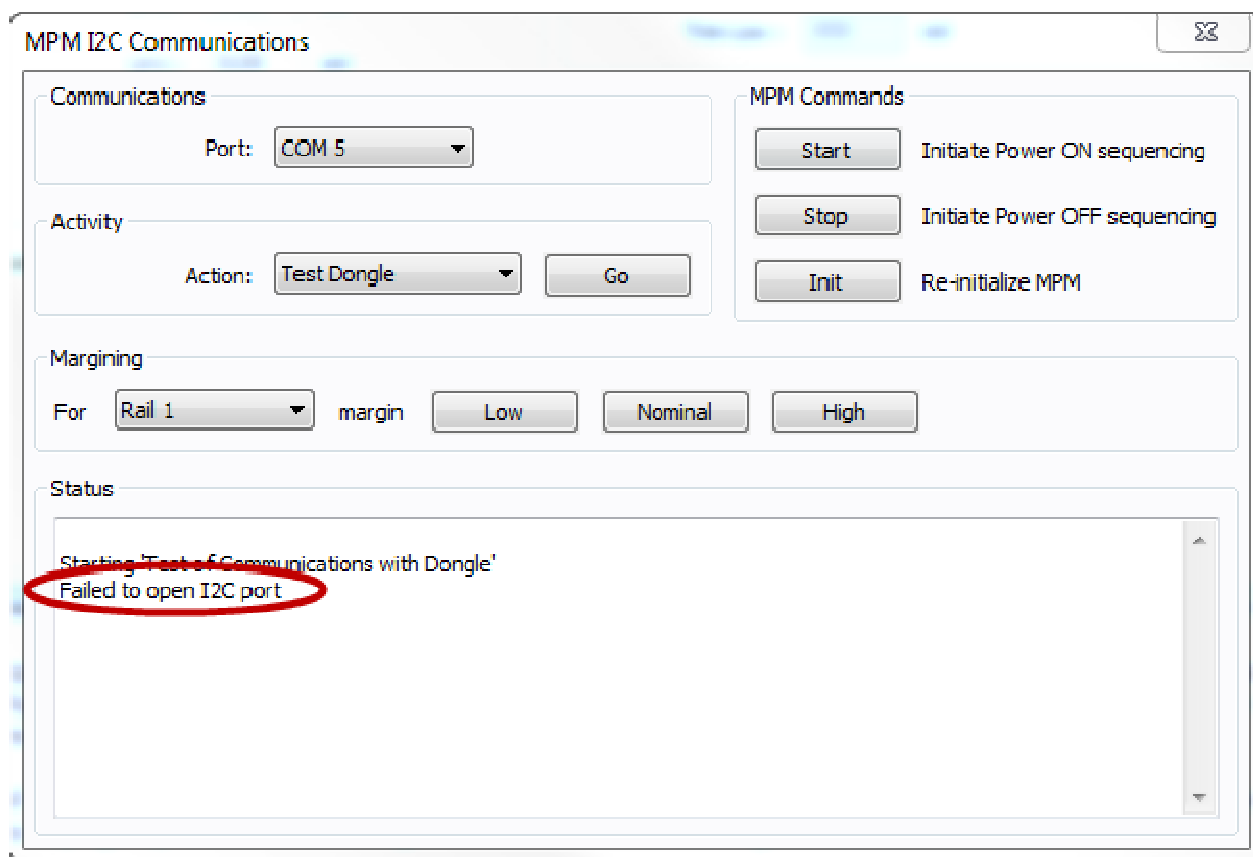 MPM I2C Communications
Communications
Port: COM 5
Activity
Action: Test Dongle Go
MPM Commands
Start Initiate Power ON sequencing
Stop Initiate Power OFF sequencing
Init Re-initialize MPM
Margining
For Rail 1 margin Low Nominal High
Status
Starting 'Test of Communications with Dongle'
Failed to open I2C port